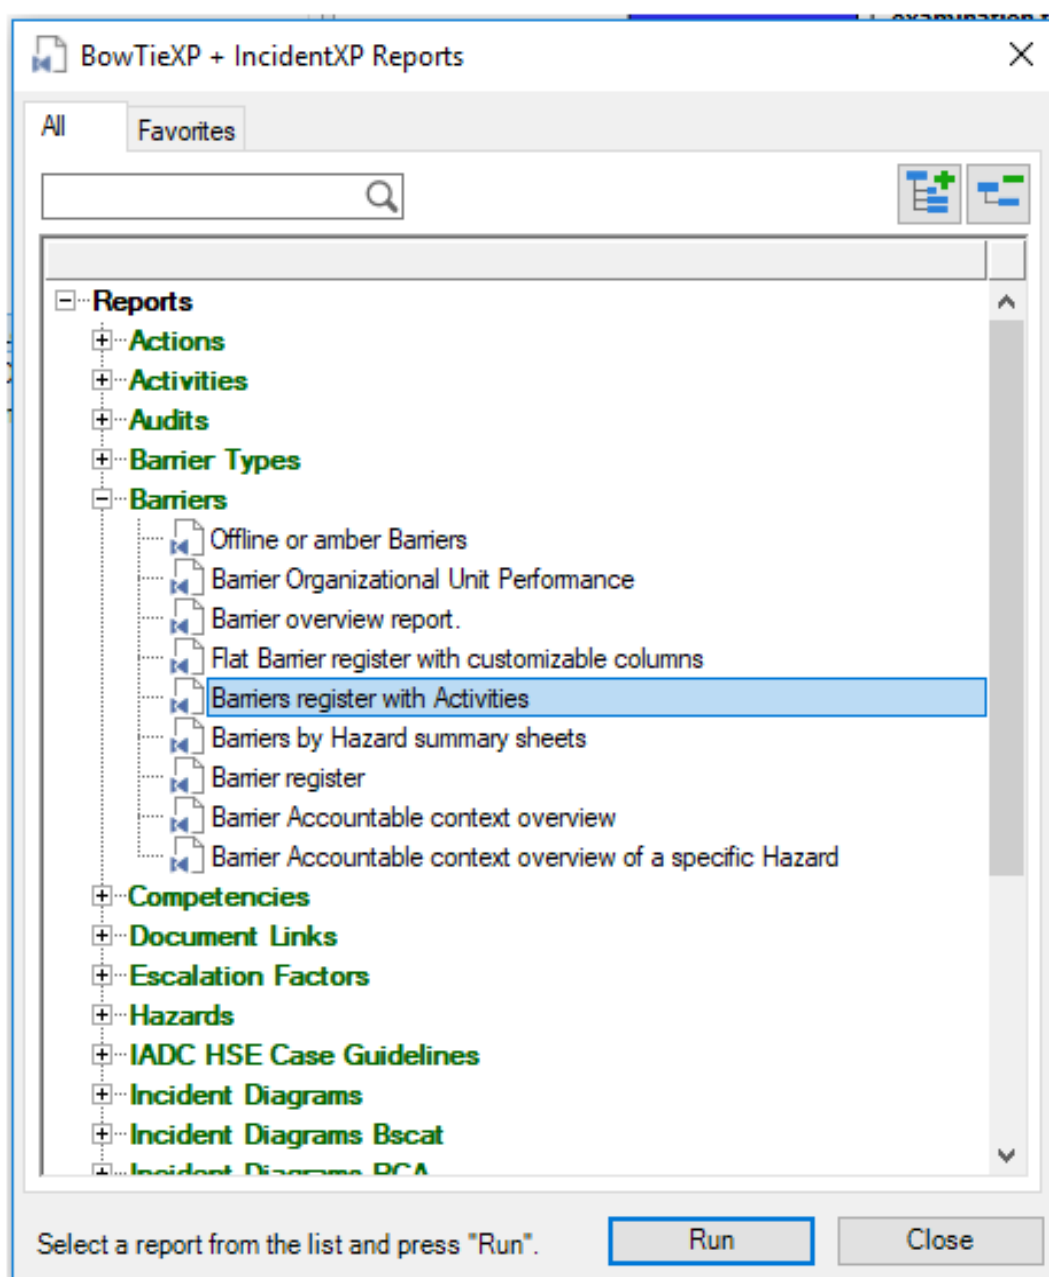 examination
BowTieXP + IncidentXP Reports
All
Favorites
Reports
Actions
Activities
Audits
Barrier Types
Barriers
Offline or amber Barriers
Barrier Organizational Unit Performance
Barrier overview report.
Flat Barrier register with customizable columns
Barriers register with Activities
Barriers by Hazard summary sheets
Barrier register
Barrier Accountable context overview
Barrier Accountable context overview of a specific Hazard
Competencies
Document Links
Escalation Factors
Hazards
IADC HSE Case Guidelines
Incident Diagrams
Incident Diagrams Bscat
Incident Diagrams RCA
Select a report from the list and press "Run".
Run
Close